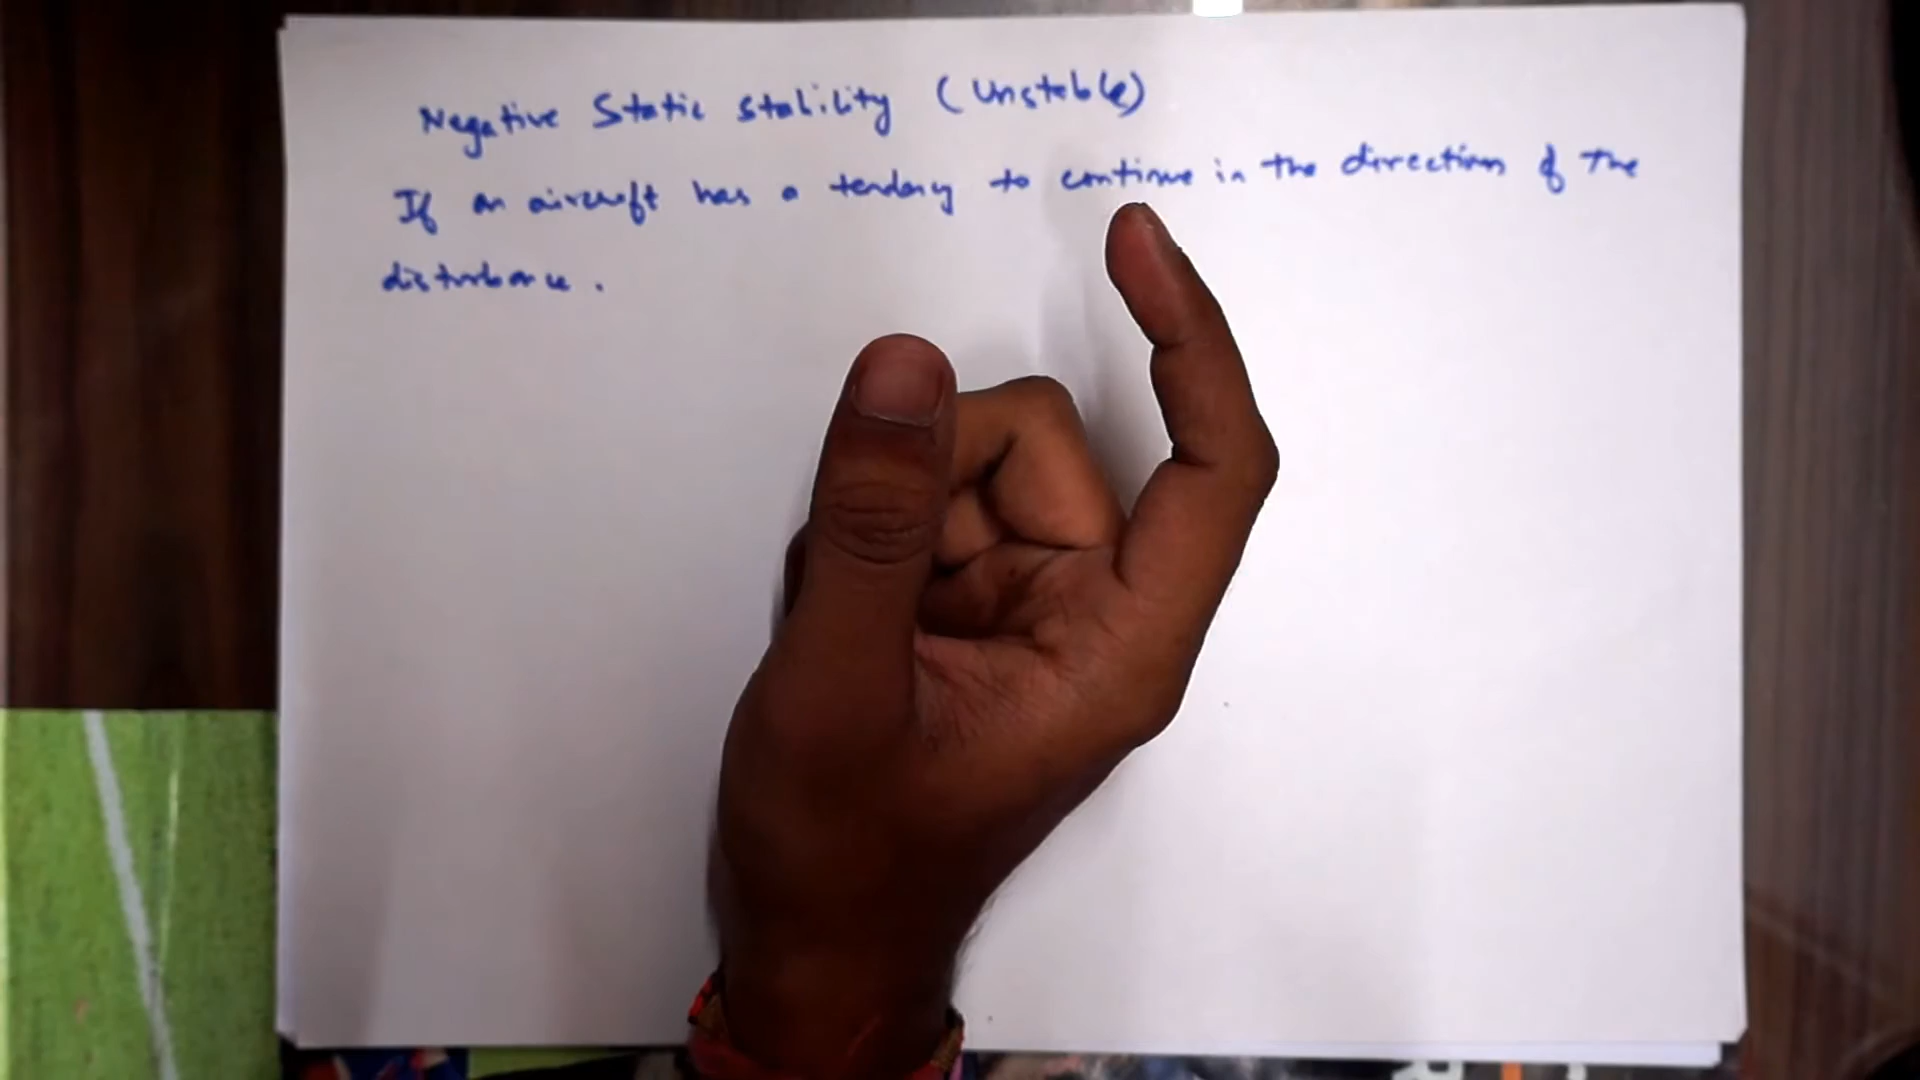 Negative Static Stability (Unstable)
If an aircraft has a tendency to continue in the direction of the
disturbance.
R